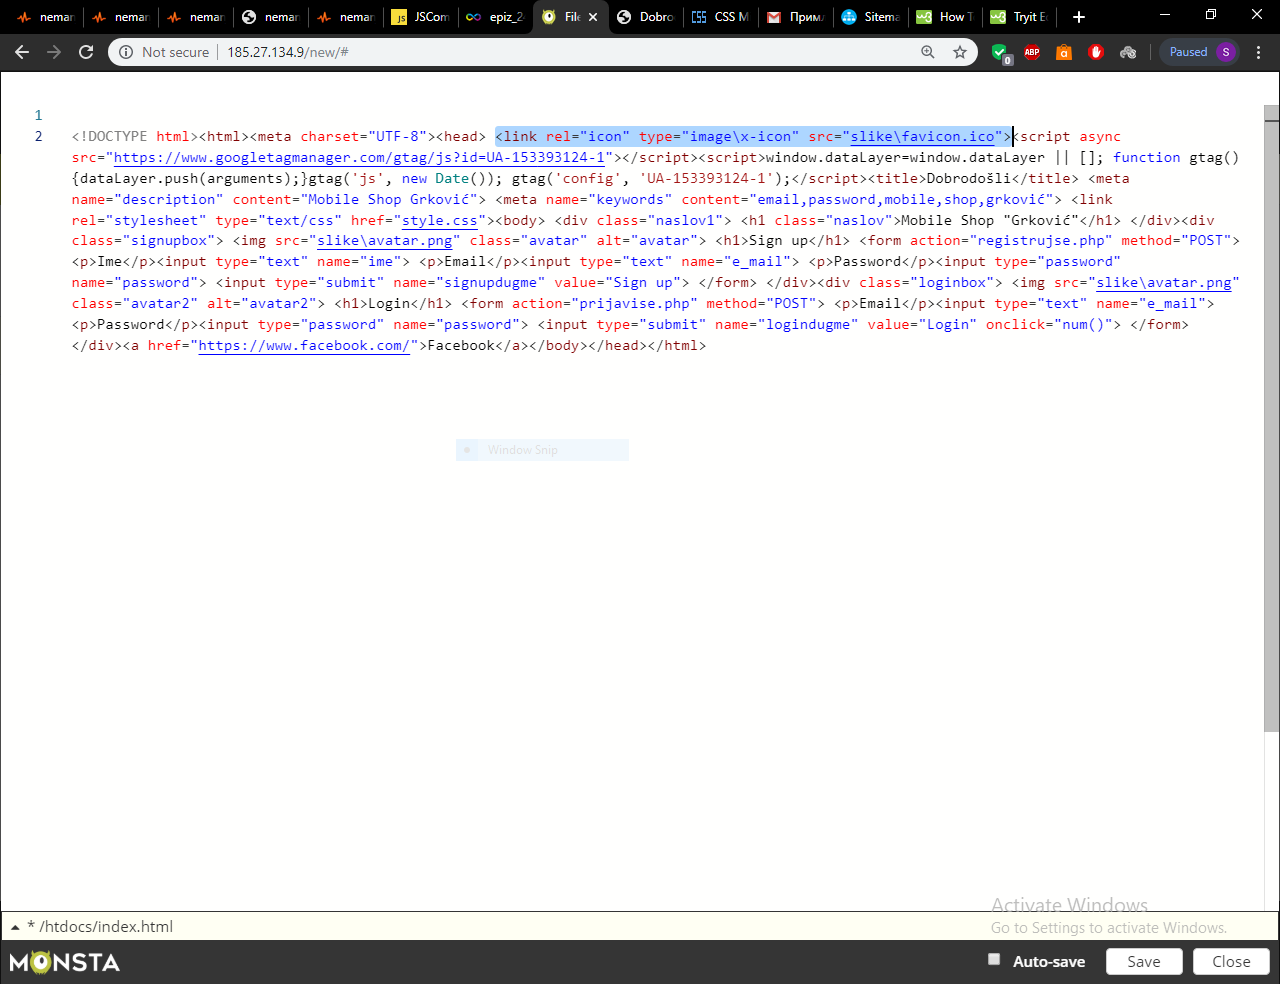 neman neman neman neman neman JSCom epiz_2 File Dobro CSS M Прим Sitema How T Tryit E
Not secure 185.27.134.9/new/# 0 ABP a Paused S
1
2 <!DOCTYPE html><html><meta charset="UTF-8"><head> <link rel="icon" type="image\x-icon" src="slike\favicon.ico"><script async
src="https://www.googletagmanager.com/gtag/js?id=UA-153393124-1"></script><script>window.dataLayer=window.dataLayer || []; function gtag()
{dataLayer.push(arguments);}gtag('js', new Date()); gtag('config', 'UA-153393124-1');</script><title>Dobrodošli</title> <meta
name="description" content="Mobile Shop Grković"> <meta name="keywords" content="email,password,mobile,shop,grković"> <link
rel="stylesheet" type="text/css" href="style.css"><body> <div class="naslov1"> <h1 class="naslov">Mobile Shop "Grković"</h1> </div><div
class="signupbox"> <img src="slike\avatar.png" class="avatar" alt="avatar"> <h1>Sign up</h1> <form action="registrujse.php" method="POST">
<p>Ime</p><input type="text" name="ime"> <p>Email</p><input type="text" name="e_mail"> <p>Password</p><input type="password"
name="password"> <input type="submit" name="signupdugme" value="Sign up"> </form> </div><div class="loginbox"> <img src="slike\avatar.png"
class="avatar2" alt="avatar2"> <h1>Login</h1> <form action="prijavise.php" method="POST"> <p>Email</p><input type="text" name="e_mail">
<p>Password</p><input type="password" name="password"> <input type="submit" name="logindugme" value="Login" onclick="num()"> </form>
</div><a href="https://www.facebook.com/">Facebook</a></body></head></html>
Window Snip
Activate Windows
Go to Settings to activate Windows.
* /htdocs/index.html
MONSTA Auto-save Save Close